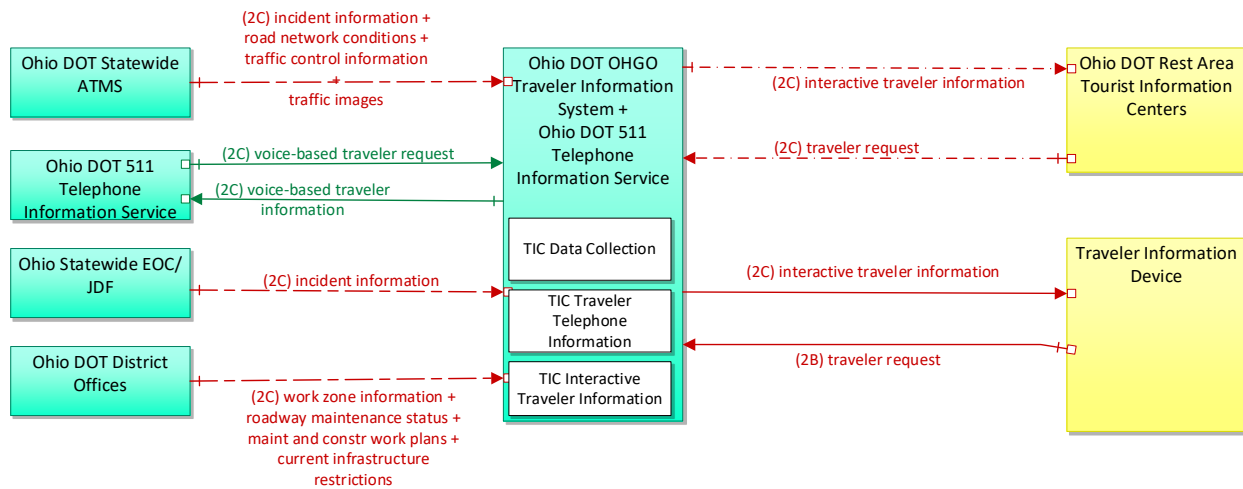 Ohio DOT Statewide
ATMS
(2C) incident information +
road network conditions +
traffic control information
+
traffic images
Ohio DOT 511
Telephone
Information Service
(2C) voice-based traveler request
(2C) voice-based traveler
information
Ohio Statewide EOC/
JDF
(2C) incident information
Ohio DOT District
Offices
(2C) work zone information +
roadway maintenance status +
maint and constr work plans +
current infrastructure
restrictions
Ohio DOT OHGO
Traveler Information
System +
Ohio DOT 511
Telephone
Information Service
TIC Data Collection
TIC Traveler
Telephone
Information
TIC Interactive
Traveler Information
(2C) interactive traveler information
(2C) traveler request
(2C) interactive traveler information
(2B) traveler request
Ohio DOT Rest Area
Tourist Information
Centers
Traveler Information
Device